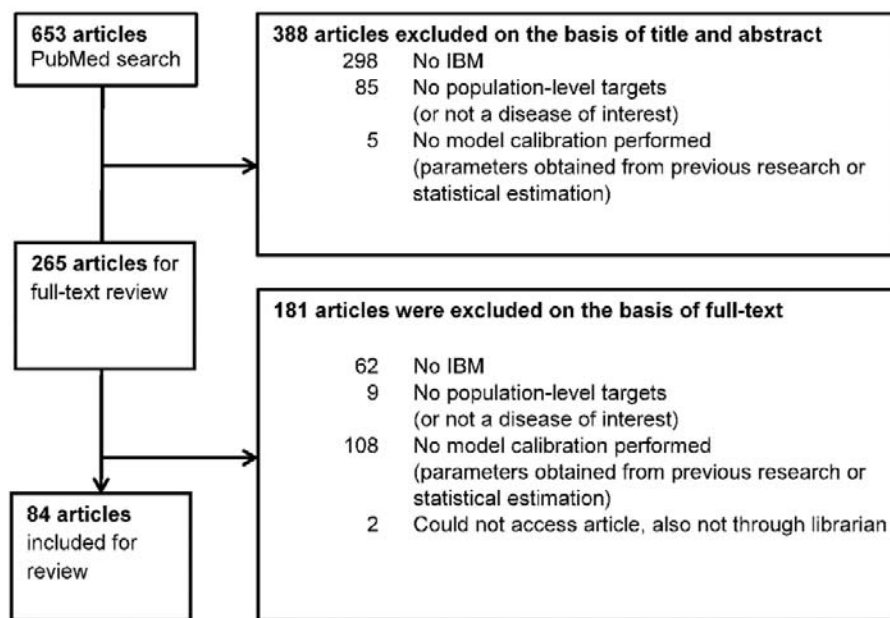 653 articles
PubMed search
388 articles excluded on the basis of title and abstract
298 No IBM
85 No population-level targets
(or not a disease of interest)
5 No model calibration performed
(parameters obtained from previous research or
statistical estimation)
265 articles for
full-text review
181 articles were excluded on the basis of full-text
62 No IBM
9 No population-level targets
(or not a disease of interest)
108 No model calibration performed
(parameters obtained from previous research or
statistical estimation)
2 Could not access article, also not through librarian
84 articles
included for
review